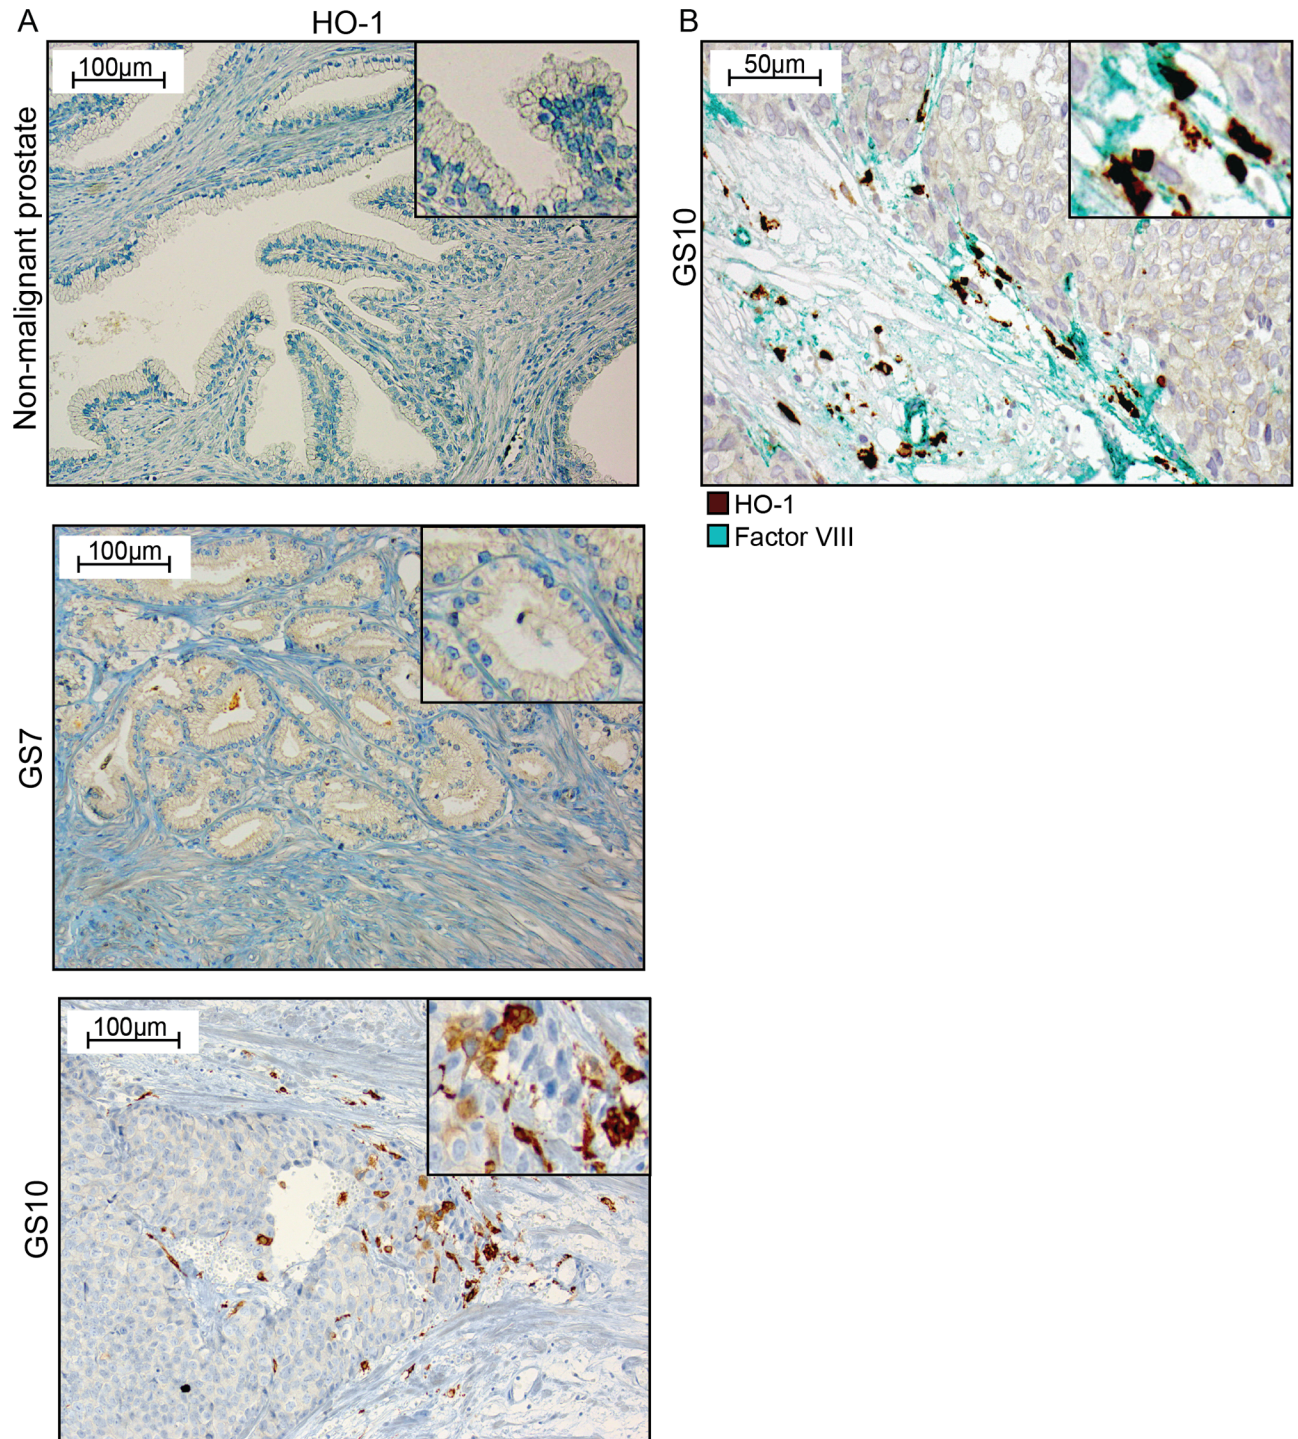 A
HO-1
B
Non-malignant prostate
100µm
GS10
50µm
HO-1
Factor VIII
GS7
100µm
GS10
100µm